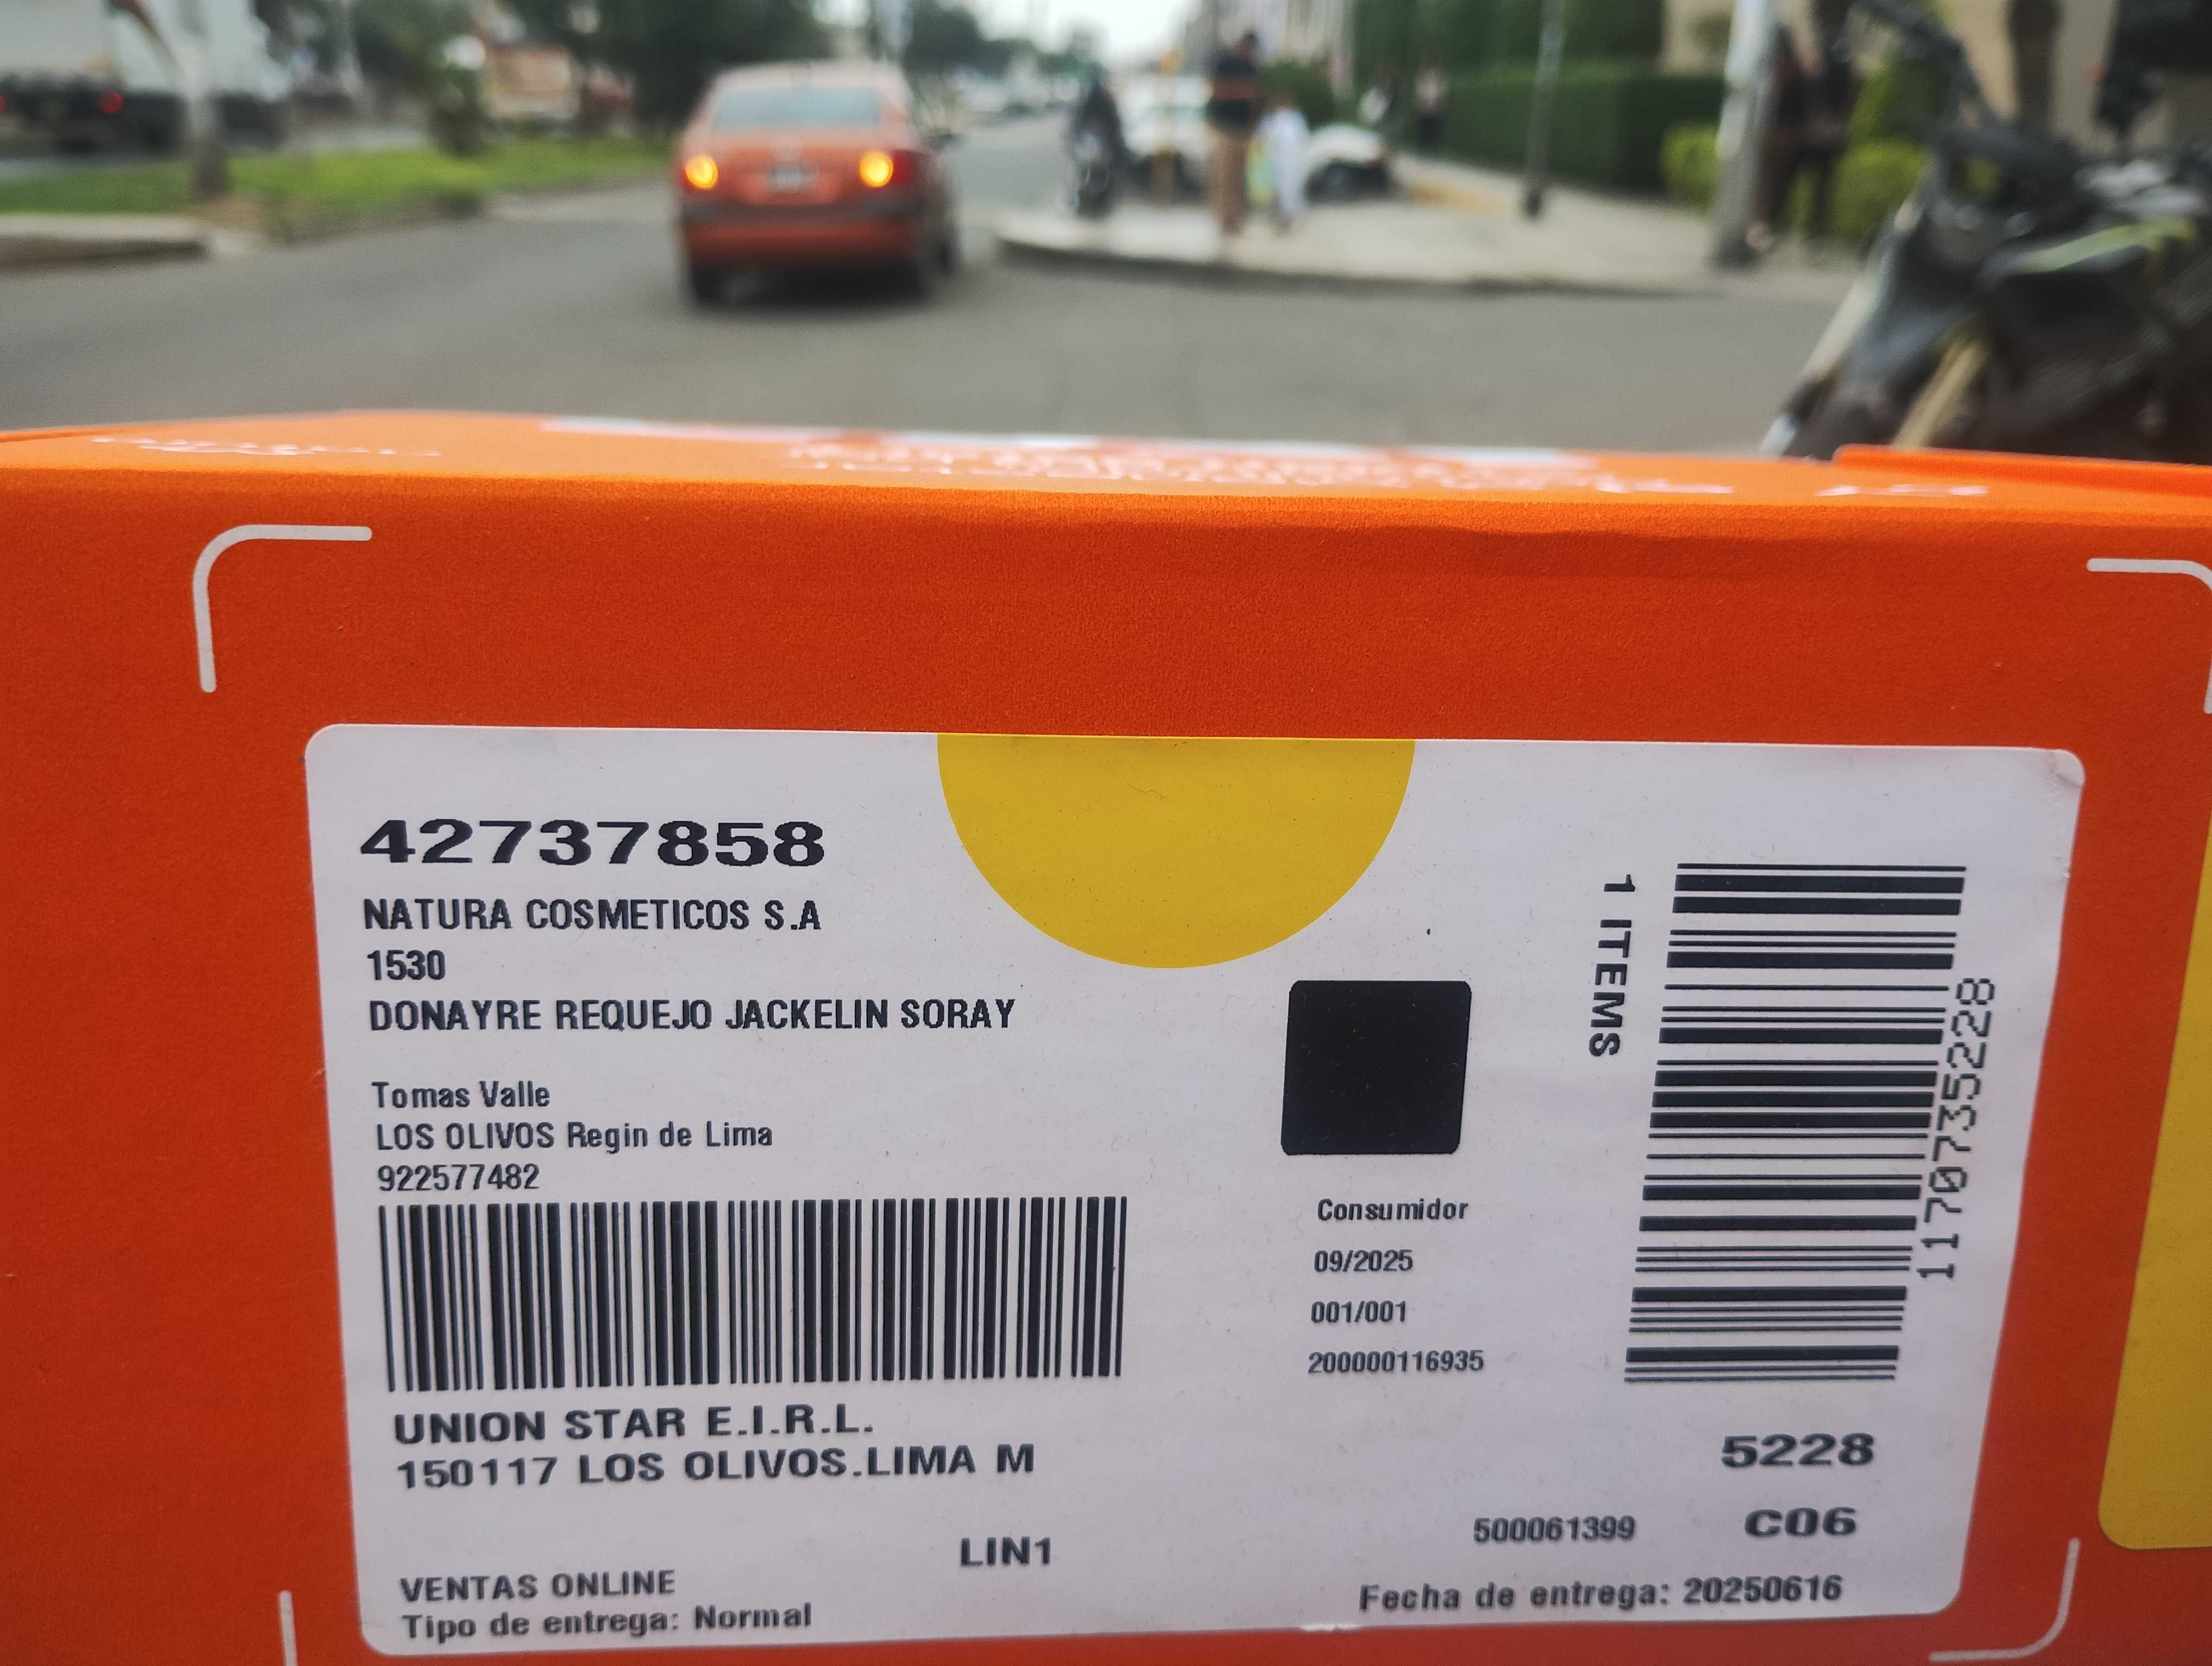 42737858
NATURA COSMETICOS S.A
1530
DONAYRE REQUEJO JACKELIN SORAY
Tomas Valle
LOS OLIVOS Regin de Lima
922577482
UNION STAR E.I.R.L.
150117 LOS OLIVOS.LIMA M
LIN1
VENTAS ONLINE
Tipo de entrega: Normal
1 ITEMS
117073522​8
Consumidor
09/2025
001/001
200000116935
5228
500061399 C06
Fecha de entrega: 20250616